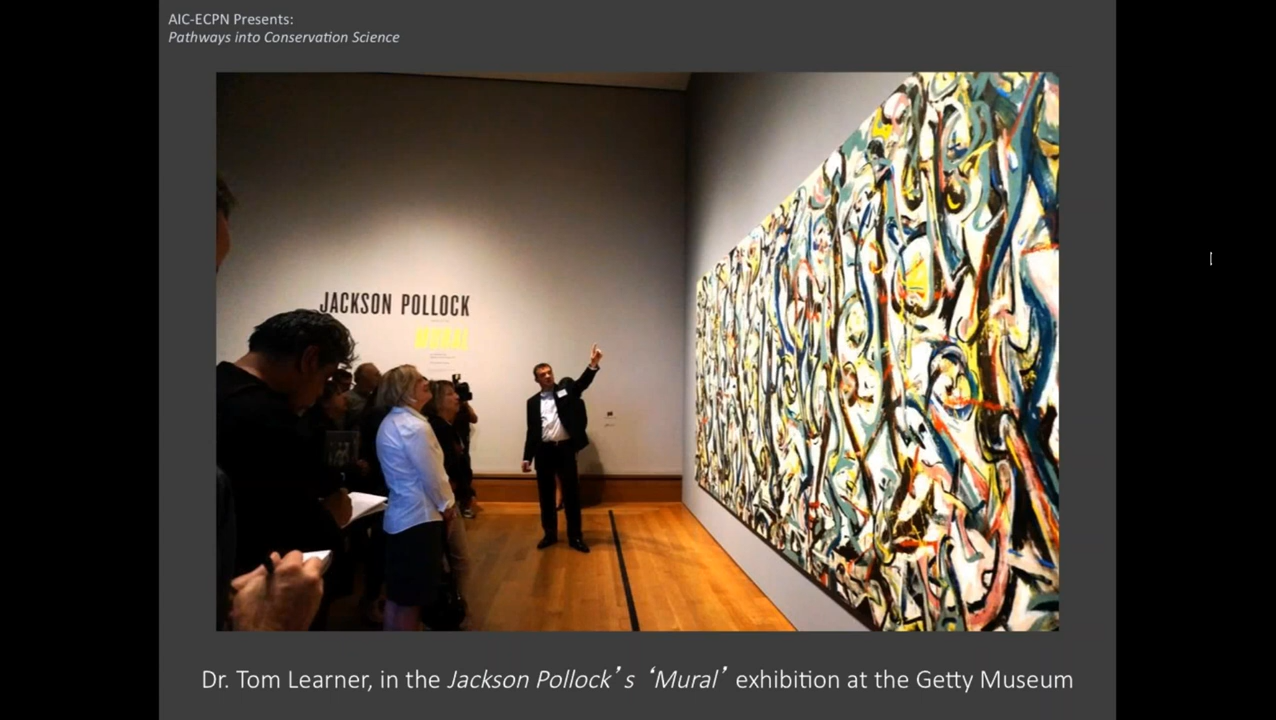 AIC-ECPN Presents:
Pathways into Conservation Science
JACKSON POLLOCK
MURAL
Dr. Tom Learner, in the Jackson Pollock’s ‘Mural’ exhibition at the Getty Museum